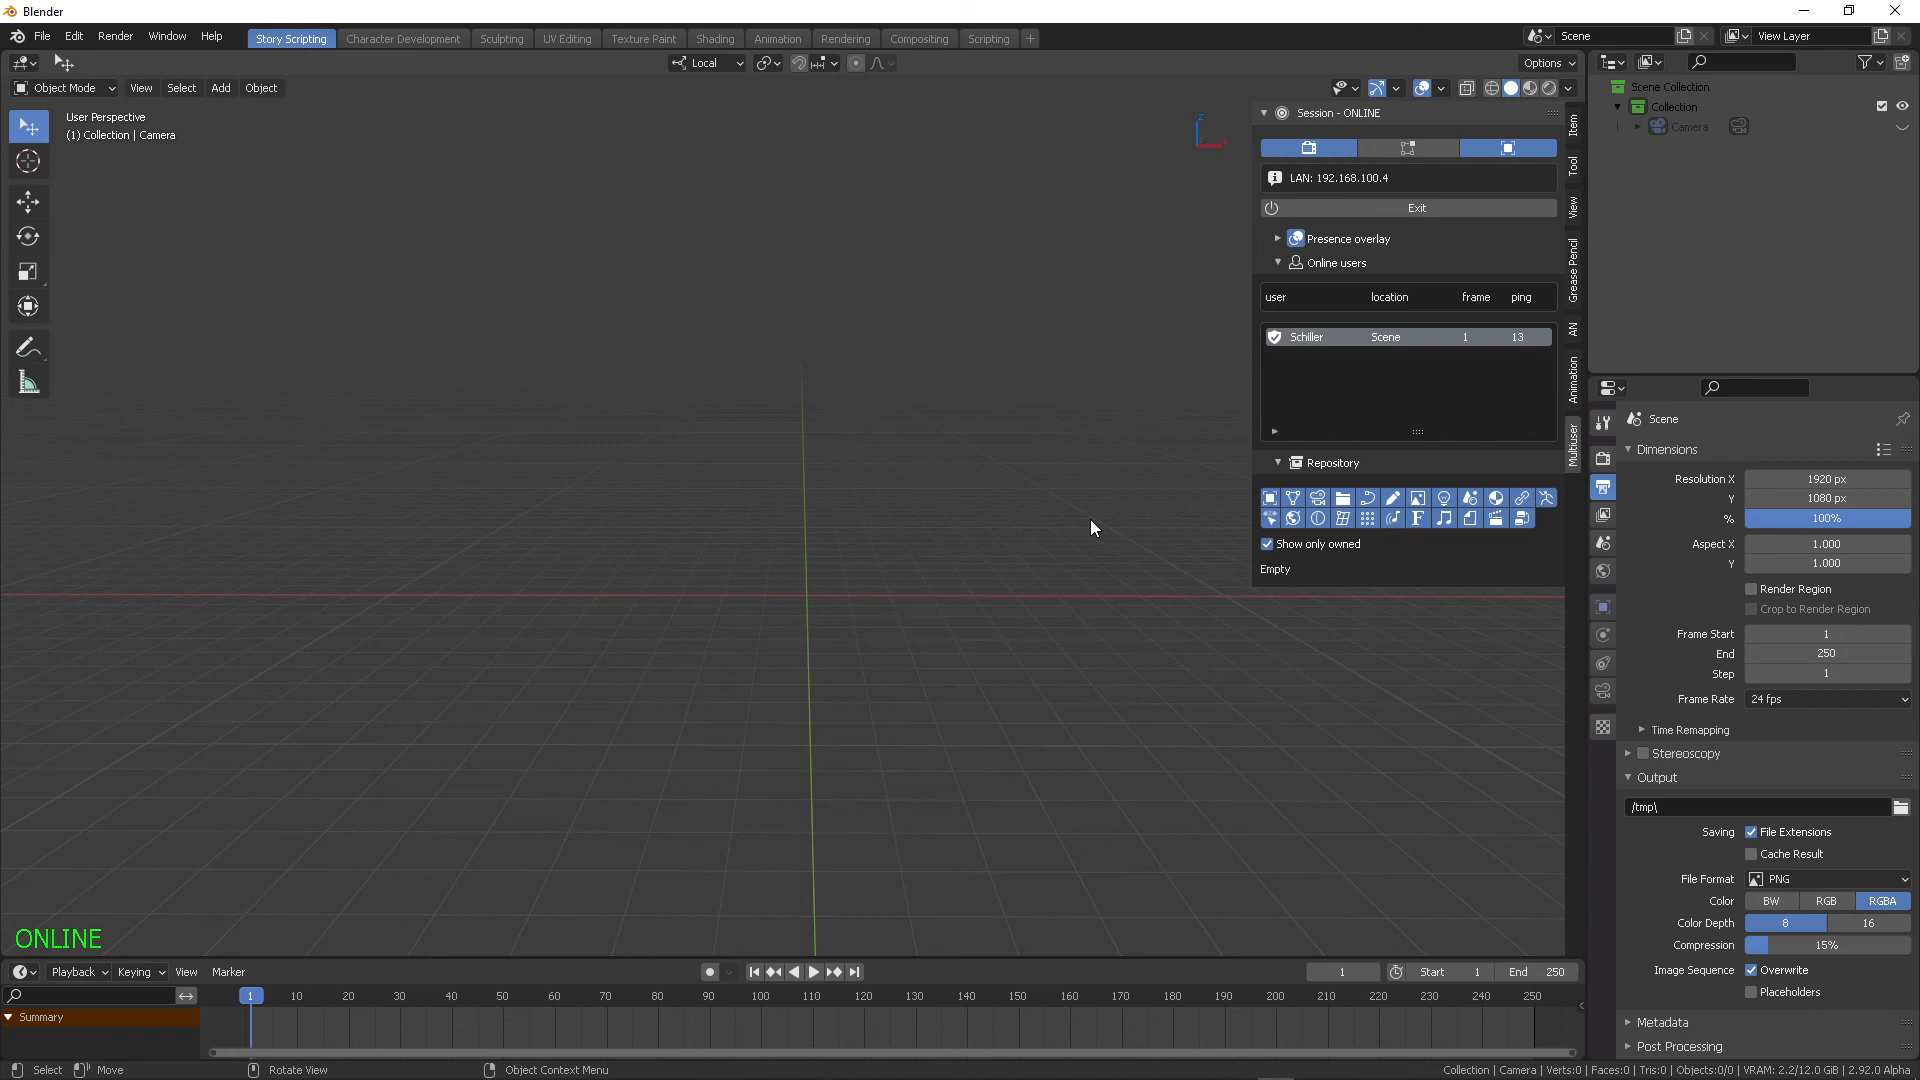 Blender
File Edit Render Window Help
Story Scripting Character Development Sculpting UV Editing Texture Paint Shading Animation Rendering Compositing Scripting +
Scene
View Layer
Local
Options
Object Mode View Select Add Object
User Perspective
(1) Collection | Camera
Z
Session - ONLINE
LAN: 192.168.100.4
Exit
Presence overlay
Online users
user location frame ping
Schiller Scene 1 13
Repository
Show only owned
Empty
Item
Tool
View
Grease Pencil
AN
Animation
Multiuser
Scene Collection
Collection
Camera
Scene
Dimensions
Resolution X 1920 px
Y 1080 px
% 100%
Aspect X 1.000
Y 1.000
Render Region
Crop to Render Region
Frame Start 1
End 250
Step 1
Frame Rate 24 fps
Time Remapping
Stereoscopy
Output
/tmp\
Saving File Extensions
Cache Result
File Format PNG
Color BW RGB RGBA
Color Depth 8 16
Compression 15%
Image Sequence Overwrite
Placeholders
Metadata
Post Processing
ONLINE
Playback Keying View Marker
1 Start 1 End 250
1 10 20 30 40 50 60 70 80 90 100 110 120 130 140 150 160 170 180 190 200 210 220 230 240 250
Summary
Select Move Rotate View Object Context Menu
Collection | Camera | Verts:0 | Faces:0 | Tris:0 | Objects:0/0 | VRAM: 2.2/12.0 GiB | 2.92.0 Alpha